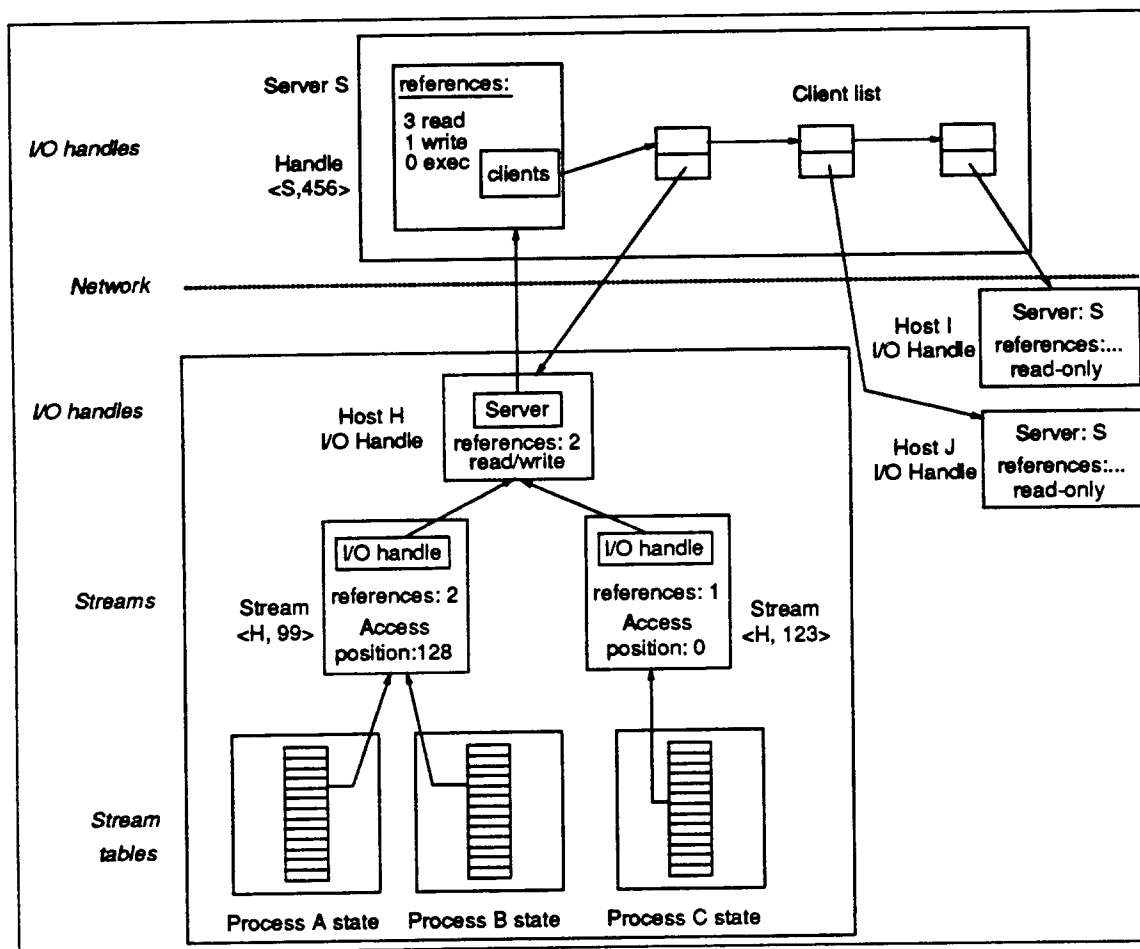 Server S
references:
3 read
1 write
0 exec
clients
Client list
I/O handles
Handle
<S,456>
Network
Host I
I/O Handle
Server: S
references:...
read-only
I/O handles
Host H
I/O Handle
Server
references: 2
read/write
Host J
I/O Handle
Server: S
references:...
read-only
Streams
Stream
<H, 99>
I/O handle
references: 2
Access
position:128
I/O handle
references: 1
Access
position: 0
Stream
<H, 123>
Stream
tables
Process A state
Process B state
Process C state